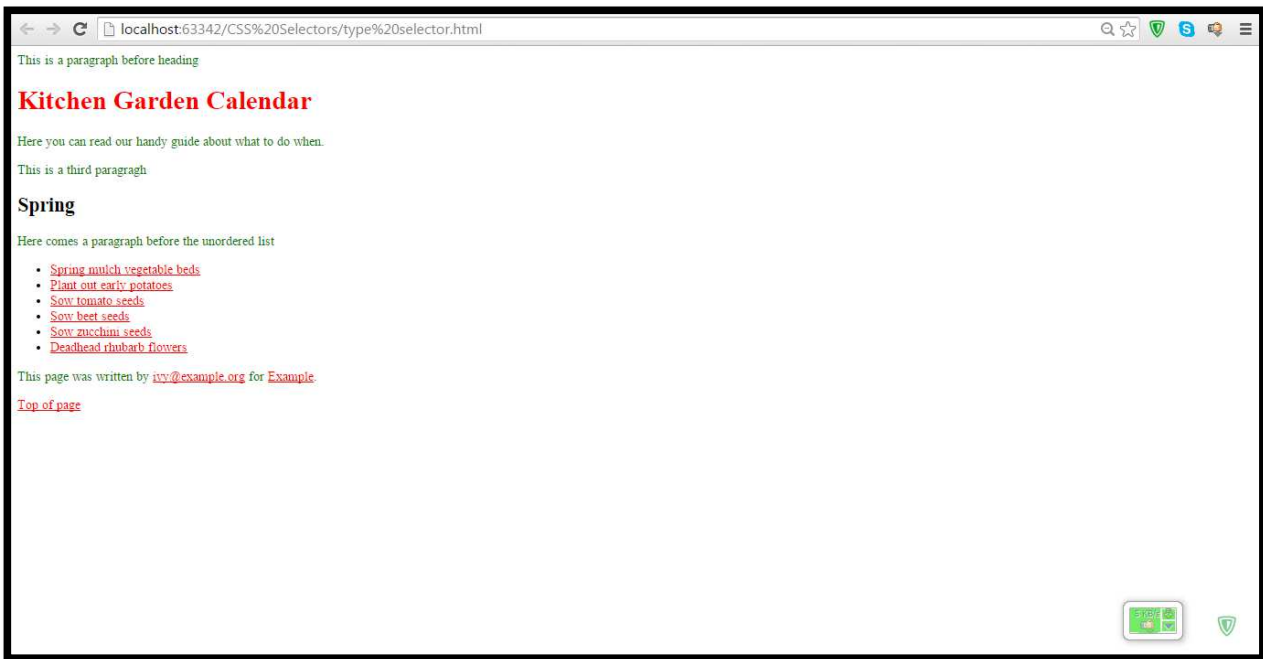 localhost:63342/CSS%20Selectors/type%20selector.html
This is a paragraph before heading
Kitchen Garden Calendar
Here you can read our handy guide about what to do when.
This is a third paragragh
Spring
Here comes a paragraph before the unordered list
• Spring mulch vegetable beds
• Plant out early potatoes
• Sow tomato seeds
• Sow beet seeds
• Sow zucchini seeds
• Deadhead rhubarb flowers
This page was written by ivy@example.org for Example.
Top of page